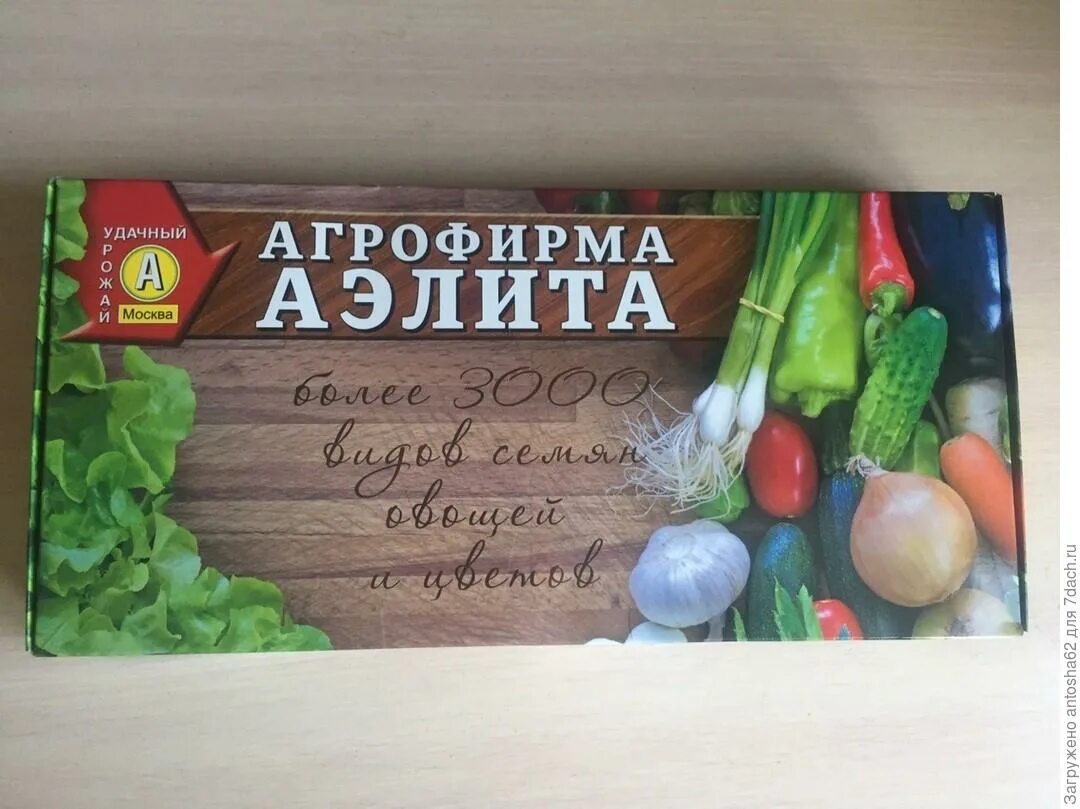 УДАЧНЫЙ
УРОЖАЙ
А
Москва
АГРОФИРМА
АЭЛИТА
более 3000
видов семян
овощей
и цветов
Загружено antosha62 для 7dach.ru